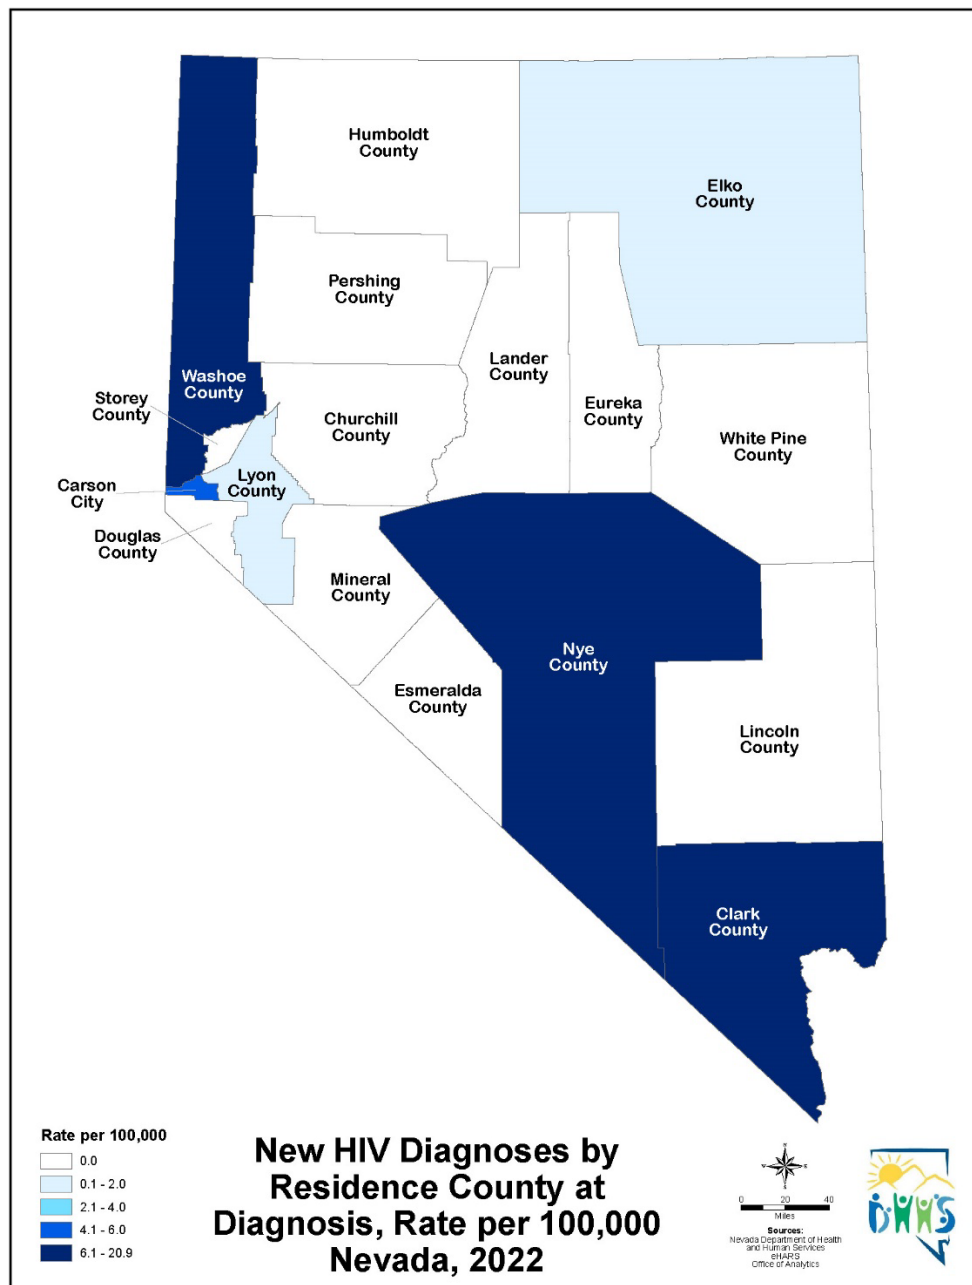 Humboldt
County
Elko
County
Pershing
County
Lander
County
Washoe
County
Eureka
County
Storey
County
Churchill
County
White Pine
County
Lyon
County
Carson
City
Douglas
County
Mineral
County
Nye
County
Esmeralda
County
Lincoln
County
Clark
County
Rate per 100,000
0.0
0.1 - 2.0
2.1 - 4.0
4.1 - 6.0
6.1 - 20.9
New HIV Diagnoses by
Residence County at
Diagnosis, Rate per 100,000
Nevada, 2022
N
W E
S
0 20 40
Miles
Sources:
Nevada Department of Health
and Human Services
eHARS
Office of Analytics
DHHS